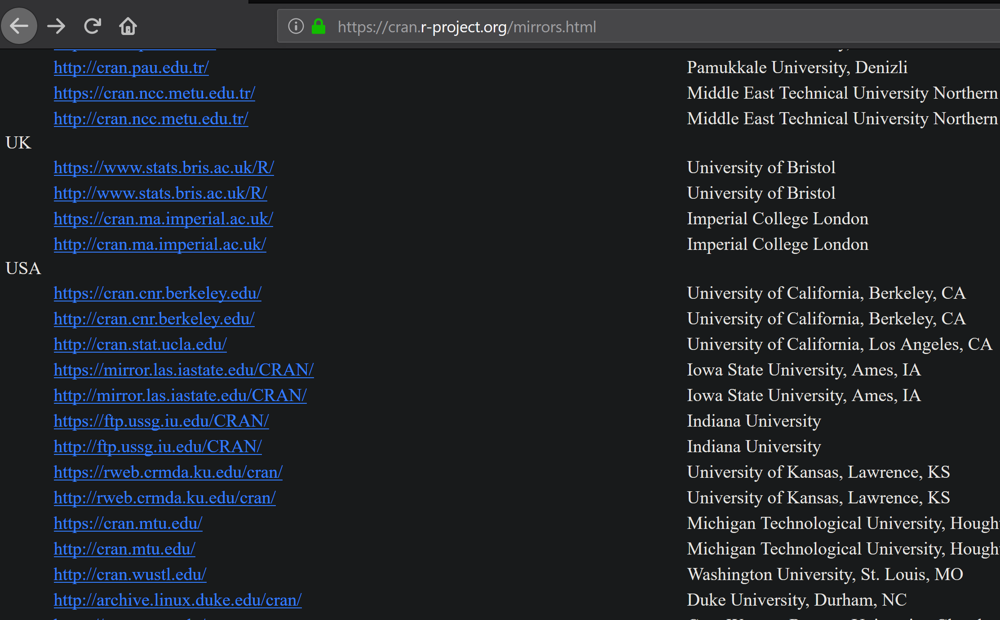 https://cran.r-project.org/mirrors.html
http://cran.pau.edu.tr/ Pamukkale University, Denizli
https://cran.ncc.metu.edu.tr/ Middle East Technical University Northern
http://cran.ncc.metu.edu.tr/ Middle East Technical University Northern
UK
https://www.stats.bris.ac.uk/R/ University of Bristol
http://www.stats.bris.ac.uk/R/ University of Bristol
https://cran.ma.imperial.ac.uk/ Imperial College London
http://cran.ma.imperial.ac.uk/ Imperial College London
USA
https://cran.cnr.berkeley.edu/ University of California, Berkeley, CA
http://cran.cnr.berkeley.edu/ University of California, Berkeley, CA
http://cran.stat.ucla.edu/ University of California, Los Angeles, CA
https://mirror.las.iastate.edu/CRAN/ Iowa State University, Ames, IA
http://mirror.las.iastate.edu/CRAN/ Iowa State University, Ames, IA
https://ftp.ussg.iu.edu/CRAN/ Indiana University
http://ftp.ussg.iu.edu/CRAN/ Indiana University
https://rweb.crmda.ku.edu/cran/ University of Kansas, Lawrence, KS
http://rweb.crmda.ku.edu/cran/ University of Kansas, Lawrence, KS
https://cran.mtu.edu/ Michigan Technological University, Hough
http://cran.mtu.edu/ Michigan Technological University, Hough
http://cran.wustl.edu/ Washington University, St. Louis, MO
http://archive.linux.duke.edu/cran/ Duke University, Durham, NC